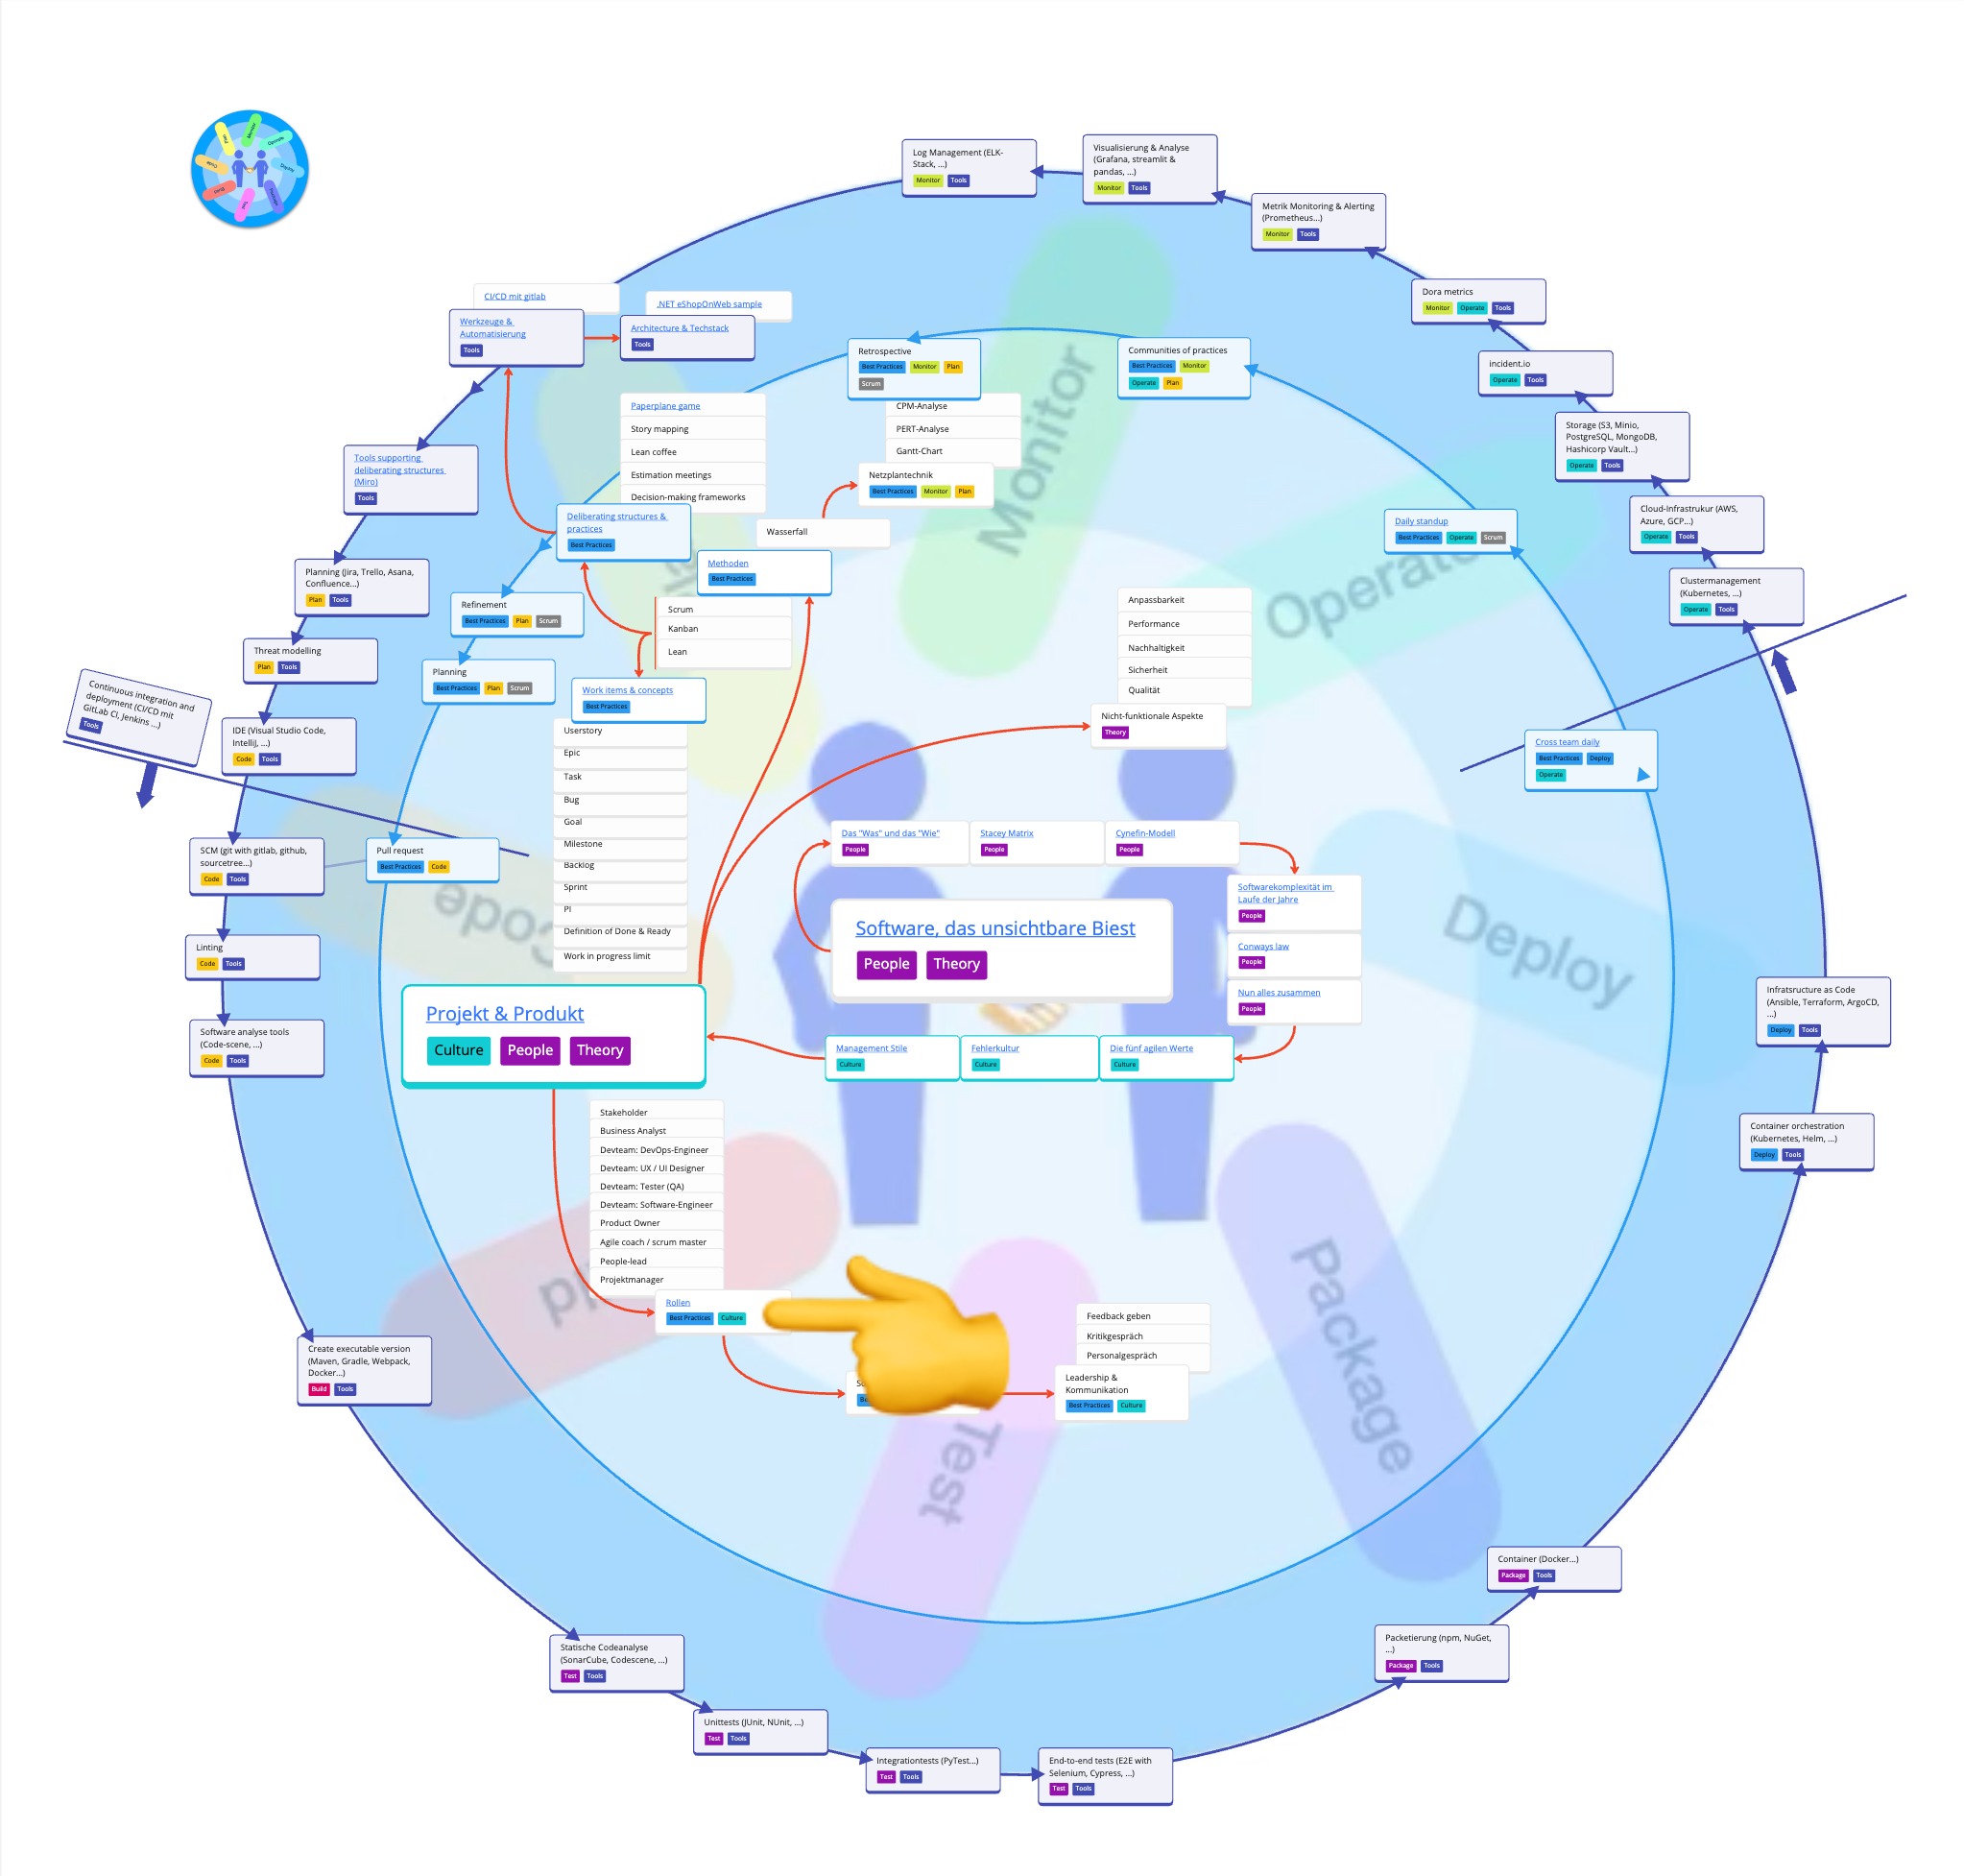 Log Management (ELK-
Stack, ...)
Monitor Tools
Visualisierung & Analyse
(Grafana, streamlit &
pandas, ...)
Monitor Tools
Metrik Monitoring & Alerting
(Prometheus...)
Monitor Tools
Dora metrics
Monitor Operate Tools
incident.io
Operate Tools
Storage (S3, Minio,
PostgreSQL, MongoDB,
Hashicorp Vault...)
Operate Tools
Cloud-Infrastrukur (AWS,
Azure, GCP...)
Operate Tools
Clustermanagement
(Kubernetes, ...)
Operate Tools
CI/CD mit gitlab
Werkzeuge &
Automatisierung
Tools
.NET eShopOnWeb sample
Architecture & Techstack
Tools
Retrospective
Best Practices Monitor Plan
Scrum
Communities of practices
Best Practices Monitor
Operate Plan
Paperplane game
Story mapping
Lean coffee
Estimation meetings
Decision-making frameworks
Deliberating structures &
practices
Best Practices
CPM-Analyse
PERT-Analyse
Gantt-Chart
Netzplantechnik
Best Practices Monitor Plan
Wasserfall
Methoden
Best Practices
Monitor
Operate
Daily standup
Best Practices Operate Scrum
Tools supporting
deliberating structures
(Miro)
Tools
Planning (Jira, Trello, Asana,
Confluence...)
Plan Tools
Threat modelling
Plan Tools
IDE (Visual Studio Code,
Intellij, ...)
Code Tools
Continuous integration and
deployment (CI/CD mit
GitLab CI, Jenkins ...)
Tools
SCM (git with gitlab, github,
sourcetree...)
Code Tools
Linting
Code Tools
Software analyse tools
(Code-scene, ...)
Code Tools
Refinement
Best Practices Plan Scrum
Planning
Best Practices Plan Scrum
Pull request
Best Practices Code
Scrum
Kanban
Lean
Work items & concepts
Best Practices
Userstory
Epic
Task
Bug
Goal
Milestone
Backlog
Sprint
PI
Definition of Done & Ready
Work in progress limit
Code
Anpassbarkeit
Performance
Nachhaltigkeit
Sicherheit
Qualität
Nicht-funktionale Aspekte
Theory
Cross team daily
Best Practices Deploy
Operate
Das "Was" und das "Wie"
People
Stacey Matrix
People
Cynefin-Modell
People
Softwarekomplexität im
Laufe der Jahre
People
Conways law
People
Nun alles zusammen
People
Software, das unsichtbare Biest
People Theory
Deploy
Projekt & Produkt
Culture People Theory
Management Stile
Culture
Fehlerkultur
Culture
Die fünf agilen Werte
Culture
Infratsructure as Code
(Ansible, Terraform, ArgoCD,
...)
Deploy Tools
Container orchestration
(Kubernetes, Helm, ...)
Deploy Tools
Stakeholder
Business Analyst
Devteam: DevOps-Engineer
Devteam: UX / UI Designer
Devteam: Tester (QA)
Devteam: Software-Engineer
Product Owner
Agile coach / scrum master
People-lead
Projektmanager
Rollen
Best Practices Culture
Feedback geben
Kritikgespräch
Personalgespräch
Leadership &
Kommunikation
Best Practices Culture
Package
Test
Create executable version
(Maven, Gradle, Webpack,
Docker...)
Build Tools
Statische Codeanalyse
(SonarCube, Codescene, ...)
Test Tools
Unittests (JUnit, NUnit, ...)
Test Tools
Integrationtests (PyTest...)
Test Tools
End-to-end tests (E2E with
Selenium, Cypress, ...)
Test Tools
Packetierung (npm, NuGet,
...)
Package Tools
Container (Docker...)
Package Tools